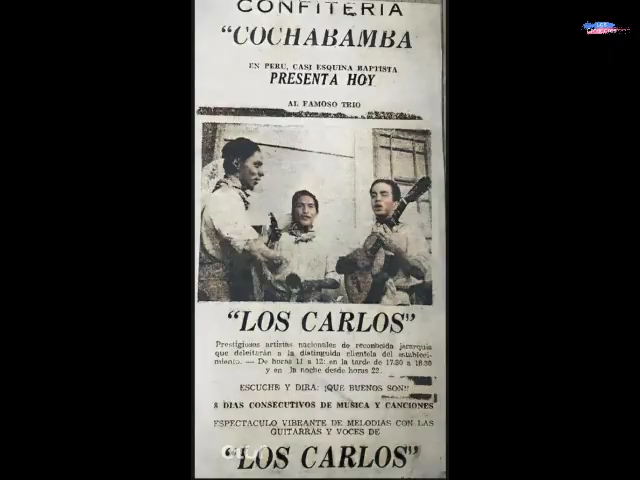 CONFITERIA
"COCHABAMBA
EN PERU, CASI ESQUINA BAPTISTA
PRESENTA HOY
AL FAMOSO TRIO
"LOS CARLOS"
Prestigiosos artistas nacionales de reconocida jerarquia
que deleitarán a la distinguida clientela del estableci-
miento. — De horas 11 a 12: en la tarde de 17.30 a 18.30
y en la noche desde horas 22.
ESCUCHE Y DIRA: ¡QUE BUENOS SON!!
8 DIAS CONSECUTIVOS DE MUSICA Y CANCIONES
ESPECTACULO VIBRANTE DE MELODIAS CON LAS
GUITARRAS Y VOCES DE
"LOS CARLOS"